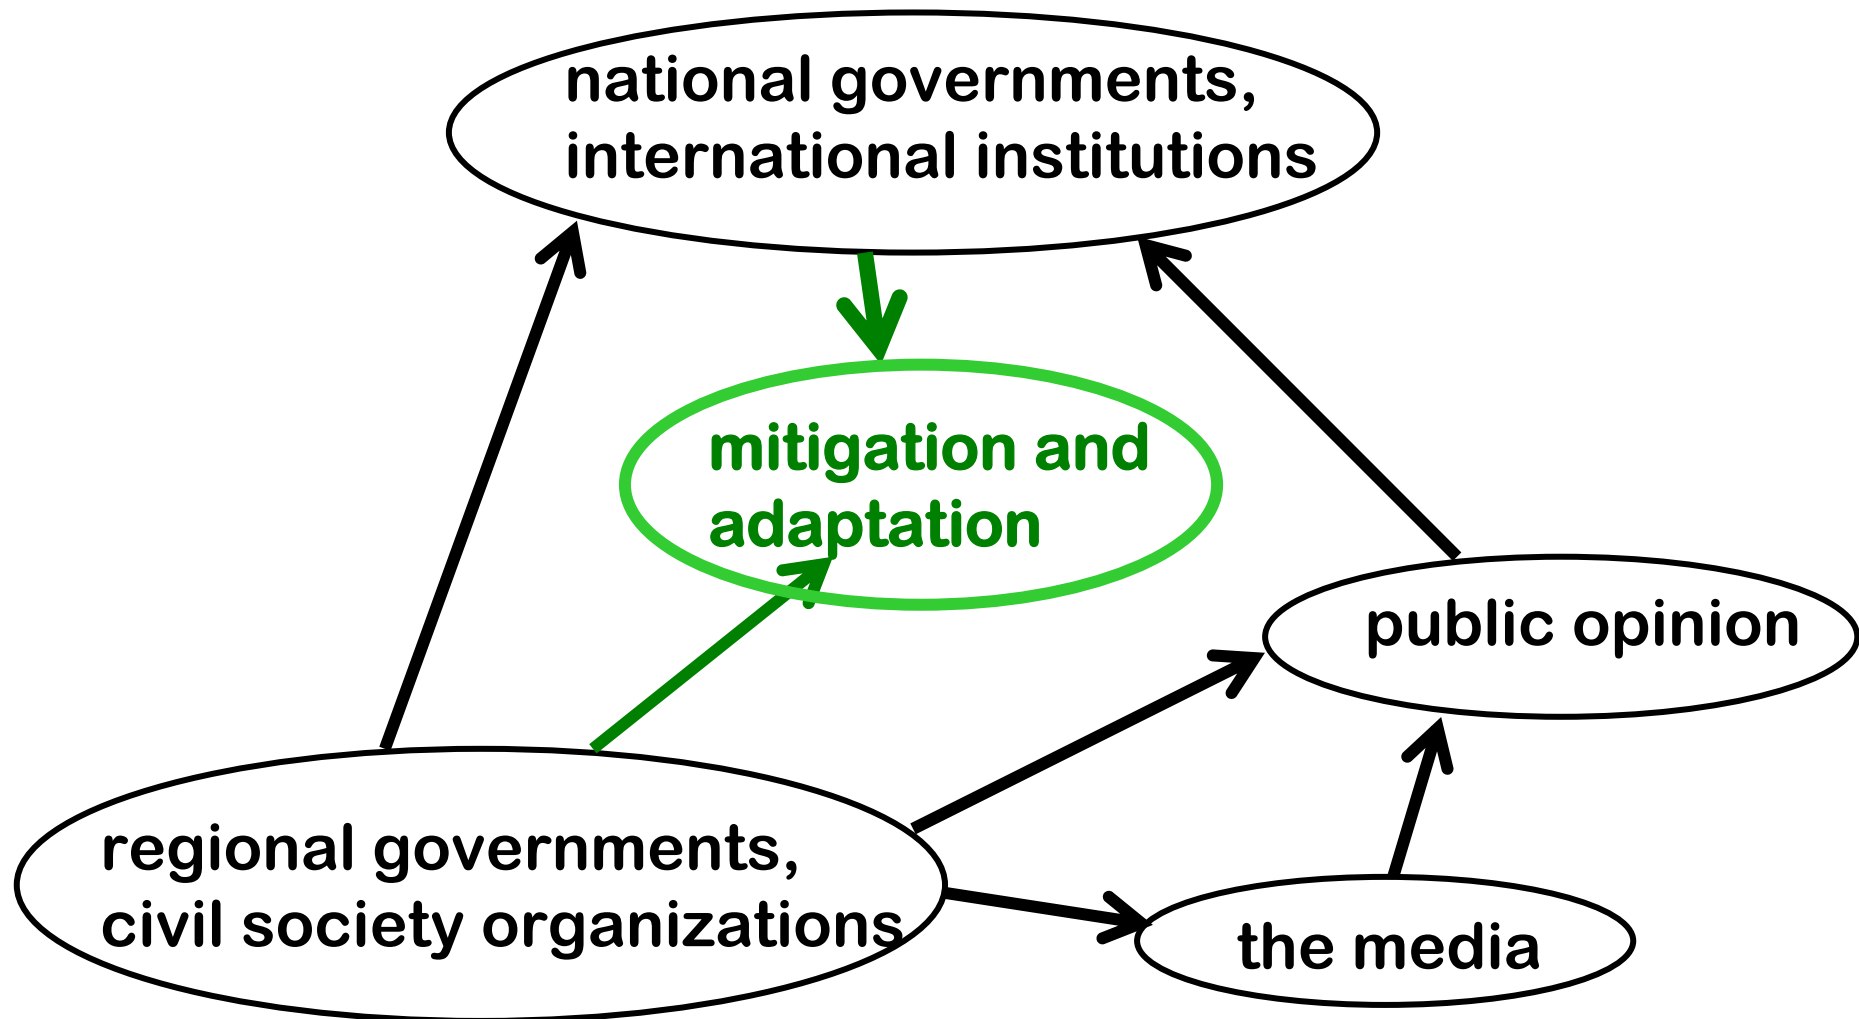 national governments,
international institutions
mitigation and
adaptation
public opinion
regional governments,
civil society organizations
the media